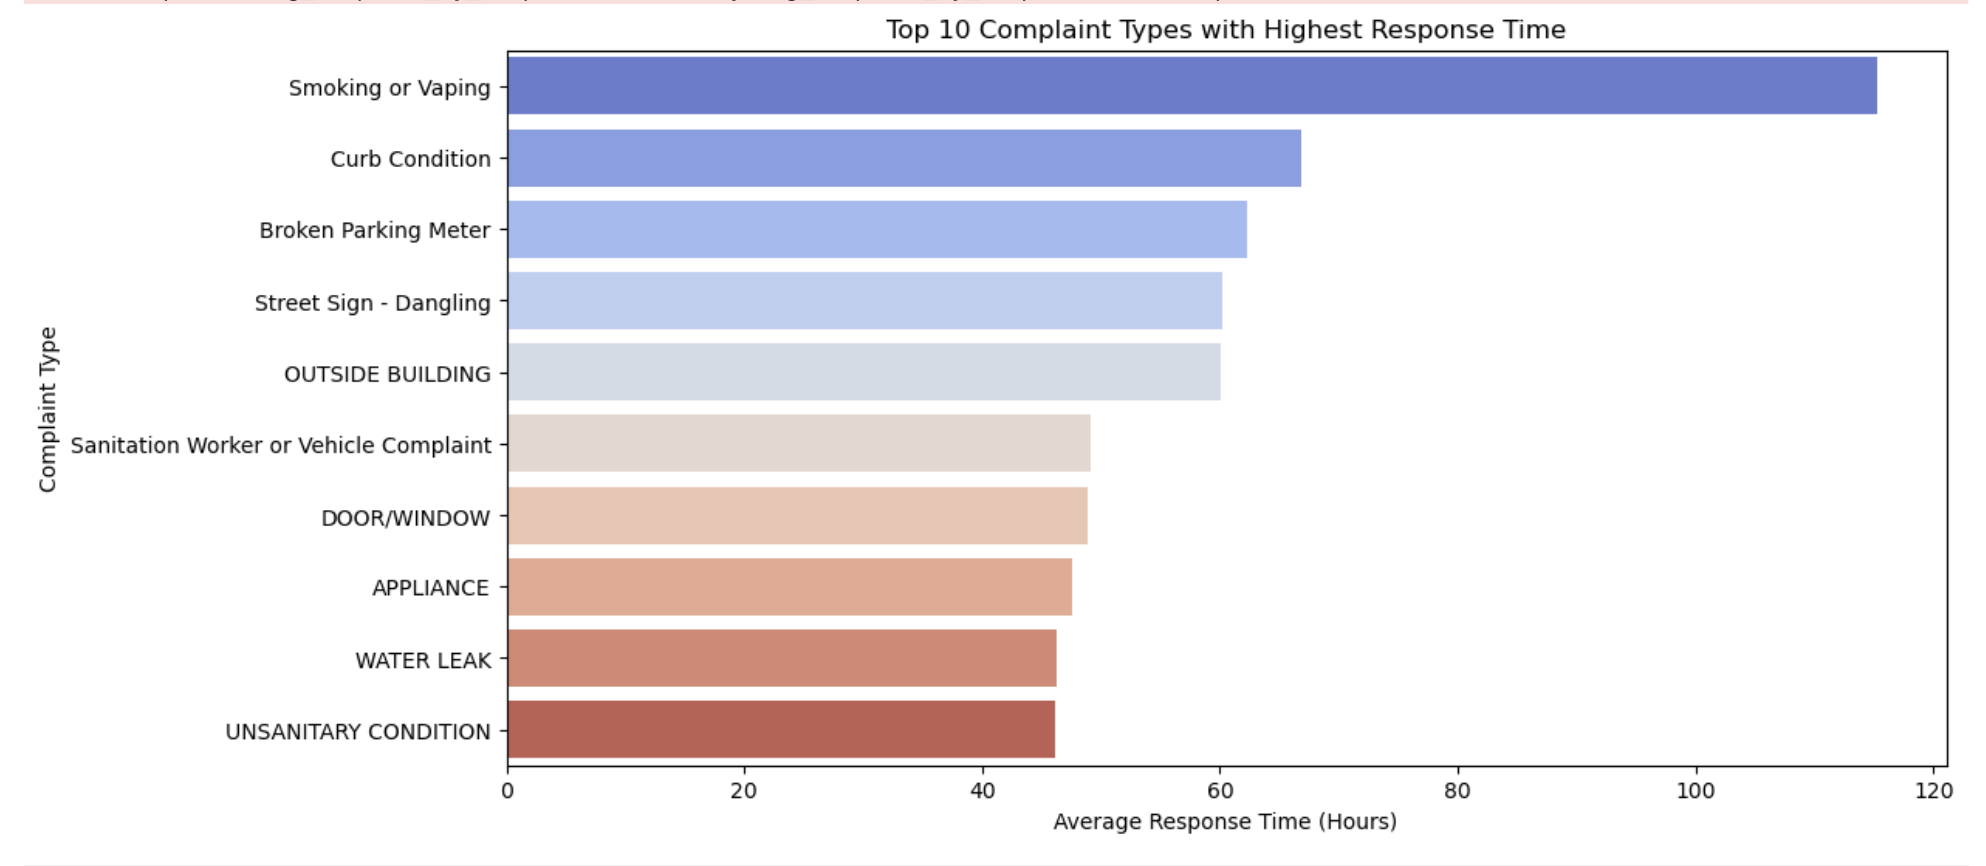 Top 10 Complaint Types with Highest Response Time
Smoking or Vaping
Curb Condition
Broken Parking Meter
Street Sign - Dangling
OUTSIDE BUILDING
Sanitation Worker or Vehicle Complaint
DOOR/WINDOW
APPLIANCE
WATER LEAK
UNSANITARY CONDITION
Complaint Type
0 20 40 60 80 100 120
Average Response Time (Hours)